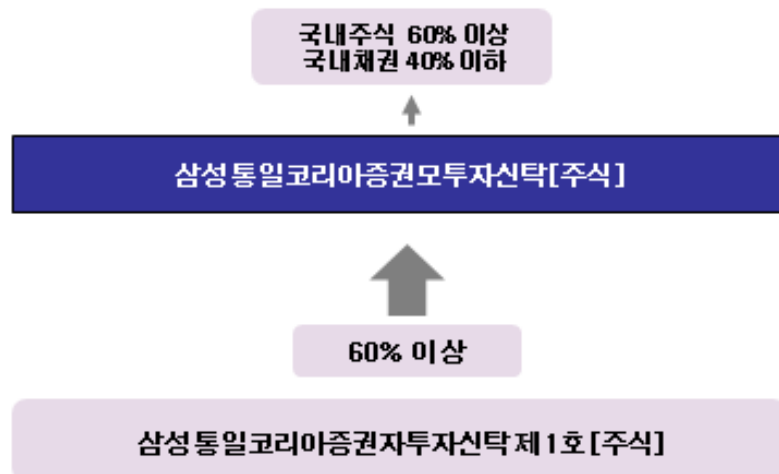 국내주식 60% 이상
국내채권 40% 이하
삼성통일코리아증권모투자신탁[주식]
60% 이상
삼성통일코리아증권자투자신탁 제1호[주식]